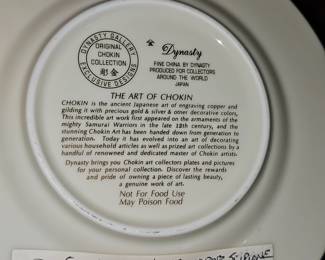 DYNASTY GALLERY
ORIGINAL
CHOKIN
COLLECTION
彫金
EXCLUSIVE DESIGNS
Dynasty
FINE CHINA BY DYNASTY
PRODUCED FOR COLLECTORS
AROUND THE WORLD
JAPAN
THE ART OF CHOKIN
CHOKIN is the ancient Japanese art of engraving copper and
gilding it with precious gold & silver & other decorative colors.
This incredible art work first appeared on the armaments of the
mighty Samurai Warriors in the late 12th century, and the
stunning Chokin Art has been handed down from generation to
generation. Today it has evolved into an art of decorating
various household articles as well as prized art collections by a
handful of renowned and dedicated master of Chokin artists.
Dynasty brings you Chokin art collectors plates and pictures
for your personal collection. Discover the rewards
and pride of owning a piece of lasting beauty,
a genuine work of art.
Not For Food Use
May Poison Food